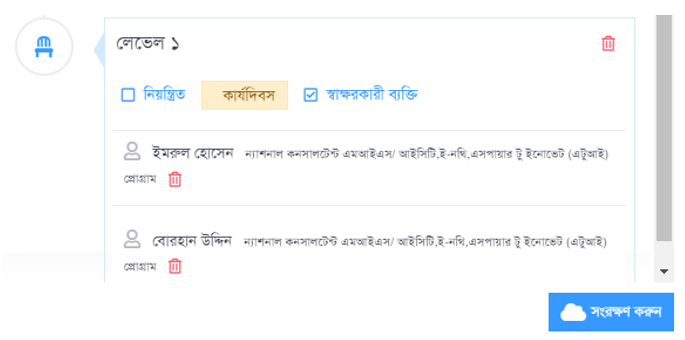 লেভেল ১
নিয়ন্ত্রিত কার্যদিবস স্বাক্ষরকারী ব্যক্তি
ইমরুল হোসেন ন্যাশনাল কনসালটেন্ট এমআইএস/ আইসিটি,ই-নথি,এসপায়ার টু ইনোভেট (এটুআই)
প্রোগ্রাম
বোরহান উদ্দিন ন্যাশনাল কনসালটেন্ট এমআইএস/ আইসিটি,ই-নথি,এসপায়ার টু ইনোভেট (এটুআই)
প্রোগ্রাম
সংরক্ষণ করুন